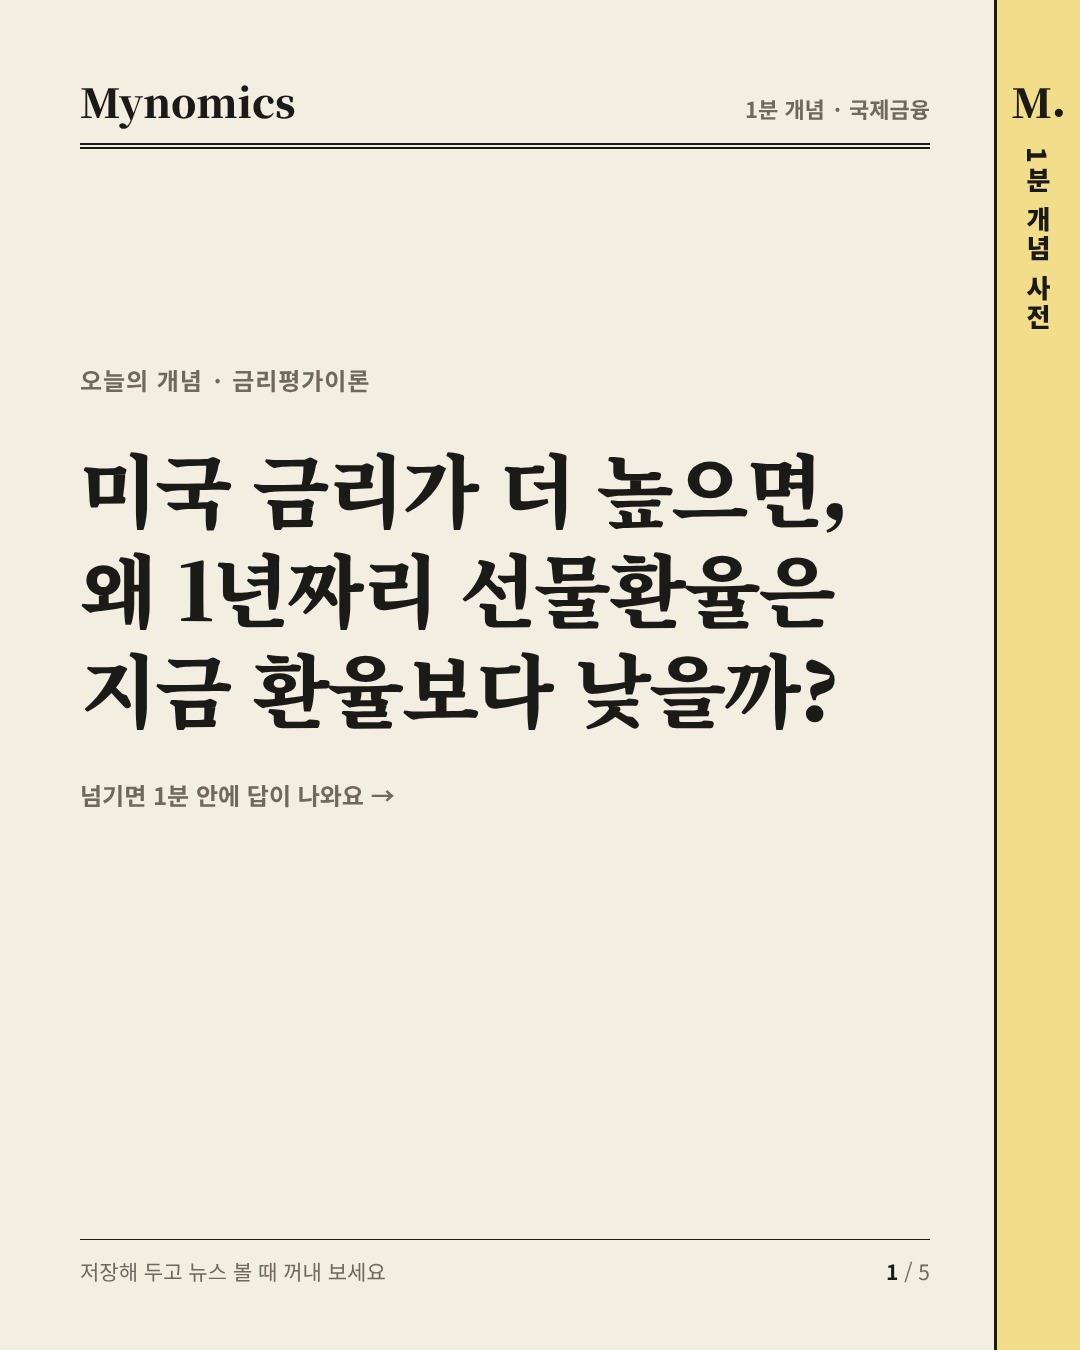 Mynomics
1분 개념 · 국제금융
오늘의 개념 · 금리평가이론
미국 금리가 더 높으면,
왜 1년짜리 선물환율은
지금 환율보다 낮을까?
넘기면 1분 안에 답이 나와요 →
저장해 두고 뉴스 볼 때 꺼내 보세요
1 / 5
M.
1분 개념 사전